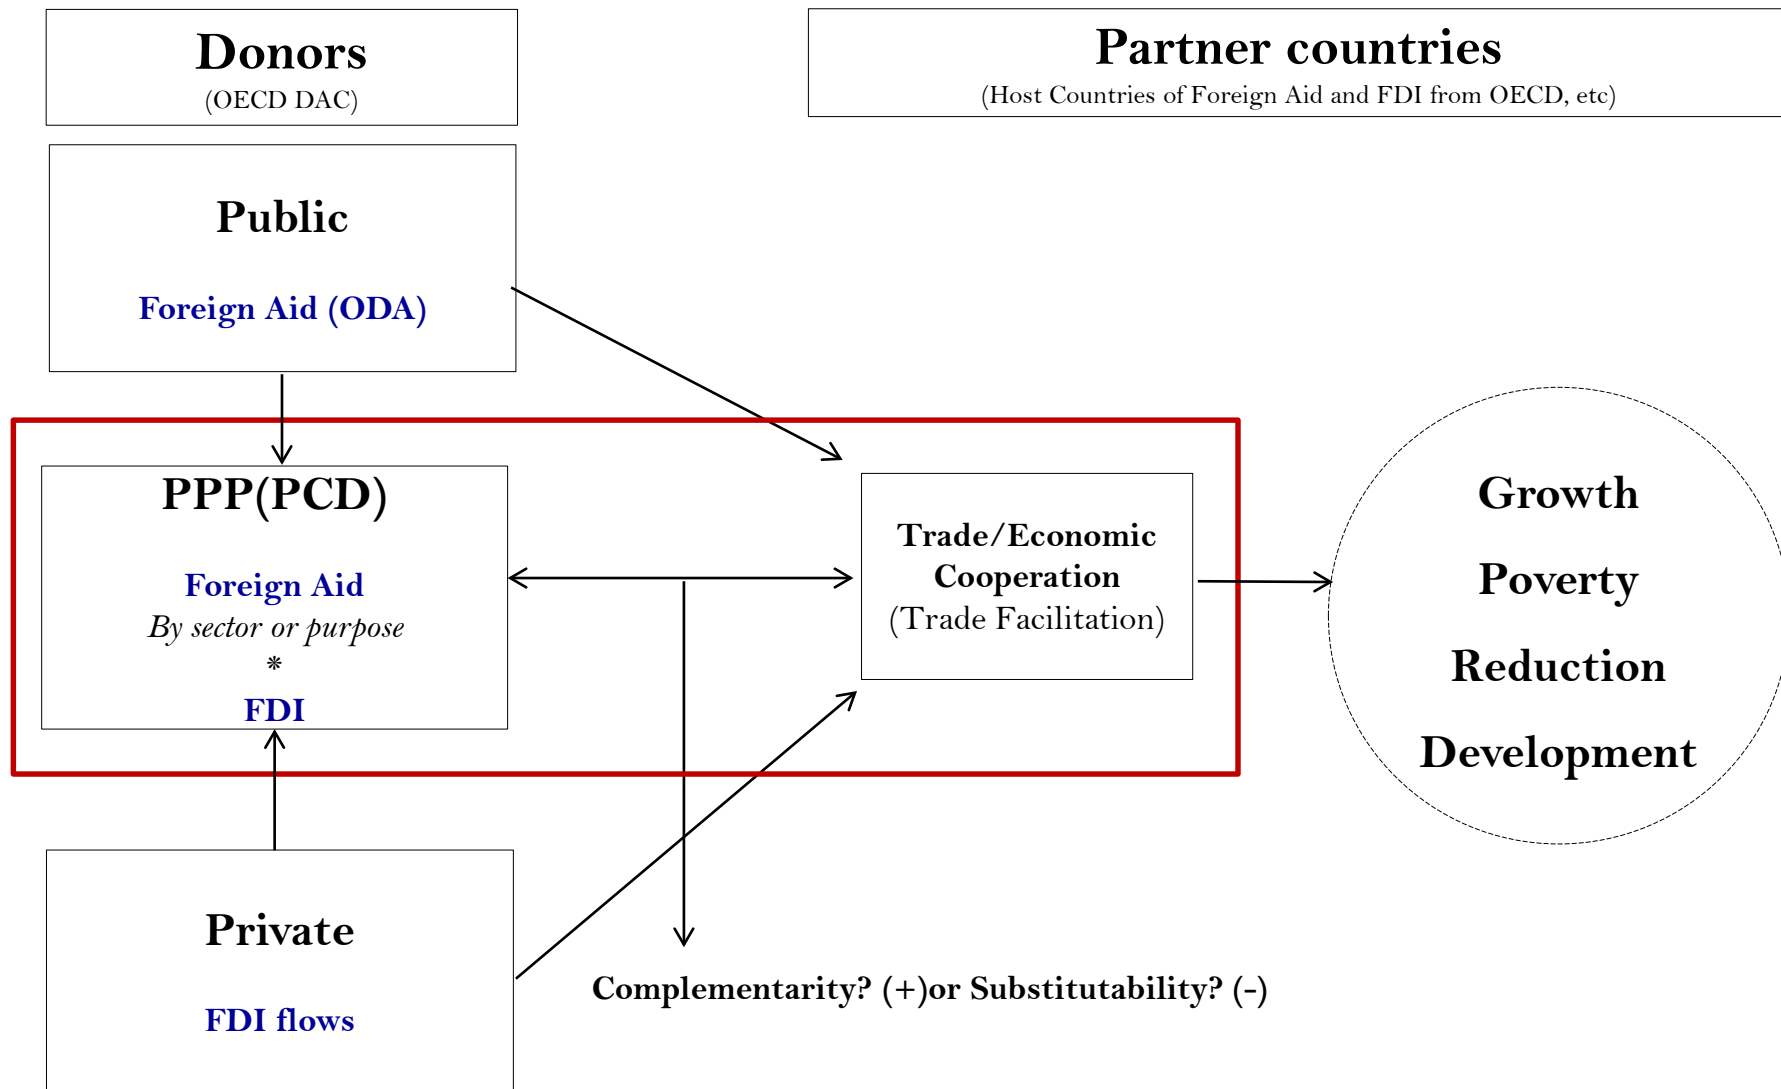 Donors
(OECD DAC)
Partner countries
(Host Countries of Foreign Aid and FDI from OECD, etc)
Public
Foreign Aid (ODA)
PPP(PCD)
Foreign Aid
By sector or purpose
*
FDI
Trade/Economic
Cooperation
(Trade Facilitation)
Growth
Poverty
Reduction
Development
Private
FDI flows
Complementarity? (+)or Substitutability? (-)